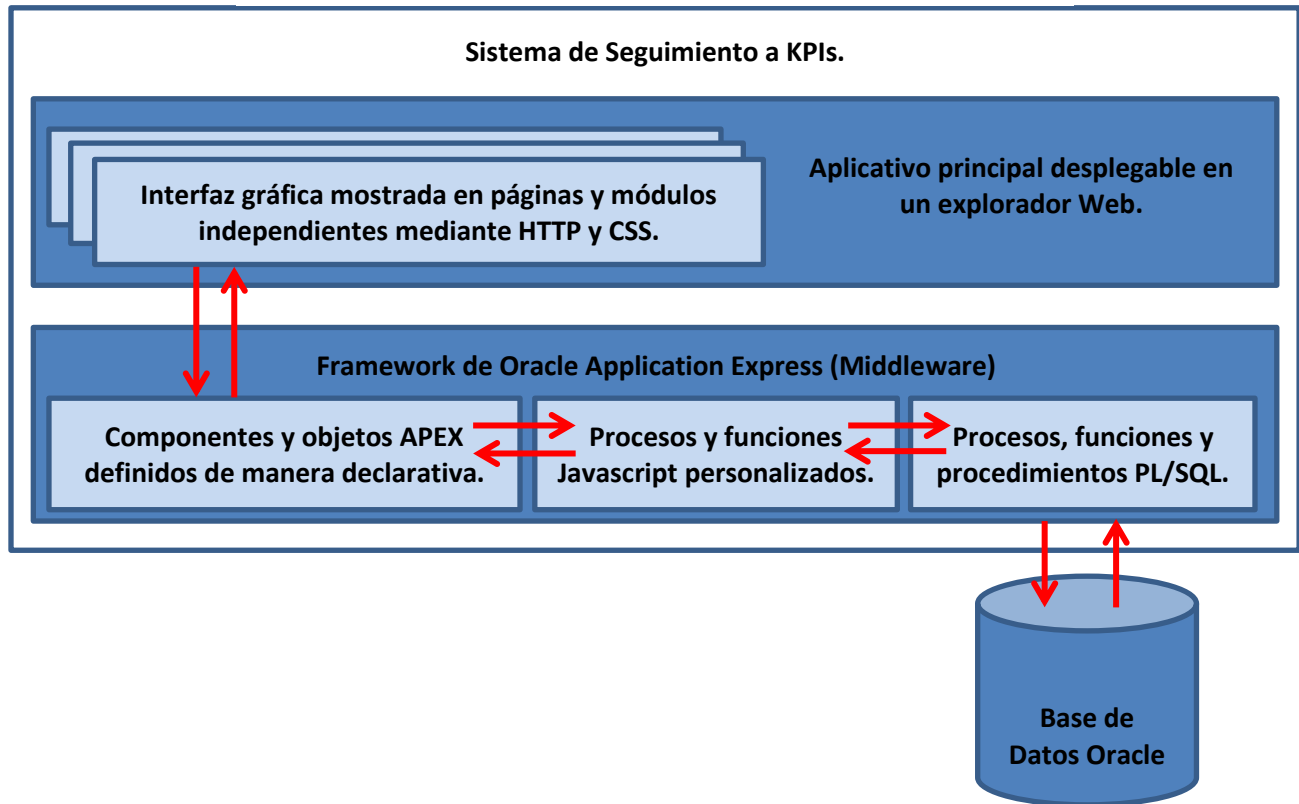 Sistema de Seguimiento a KPIs.
Interfaz gráfica mostrada en páginas y módulos
independientes mediante HTTP y CSS.
Aplicativo principal desplegable en
un explorador Web.
Framework de Oracle Application Express (Middleware)
Componentes y objetos APEX
definidos de manera declarativa.
Procesos y funciones
Javascript personalizados.
Procesos, funciones y
procedimientos PL/SQL.
Base de
Datos Oracle